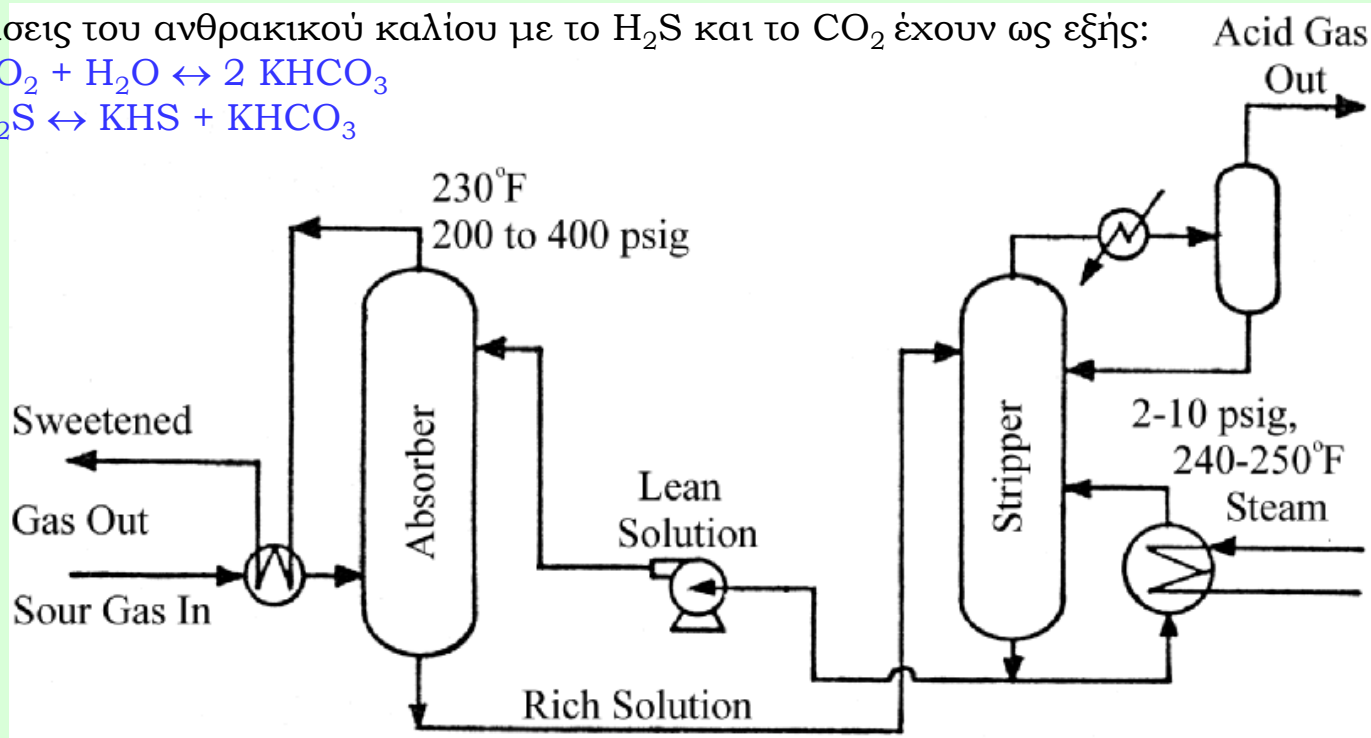 σεις του ανθρακικού καλίου με το H₂S και το CO₂ έχουν ως εξής:
O₂ + H₂O ↔ 2 KHCO₃
₂S ↔ KHS + KHCO₃
Acid Gas
Out
230°F
200 to 400 psig
Absorber
Stripper
Sweetened
Gas Out
Sour Gas In
Lean
Solution
2-10 psig,
240-250°F
Steam
Rich Solution